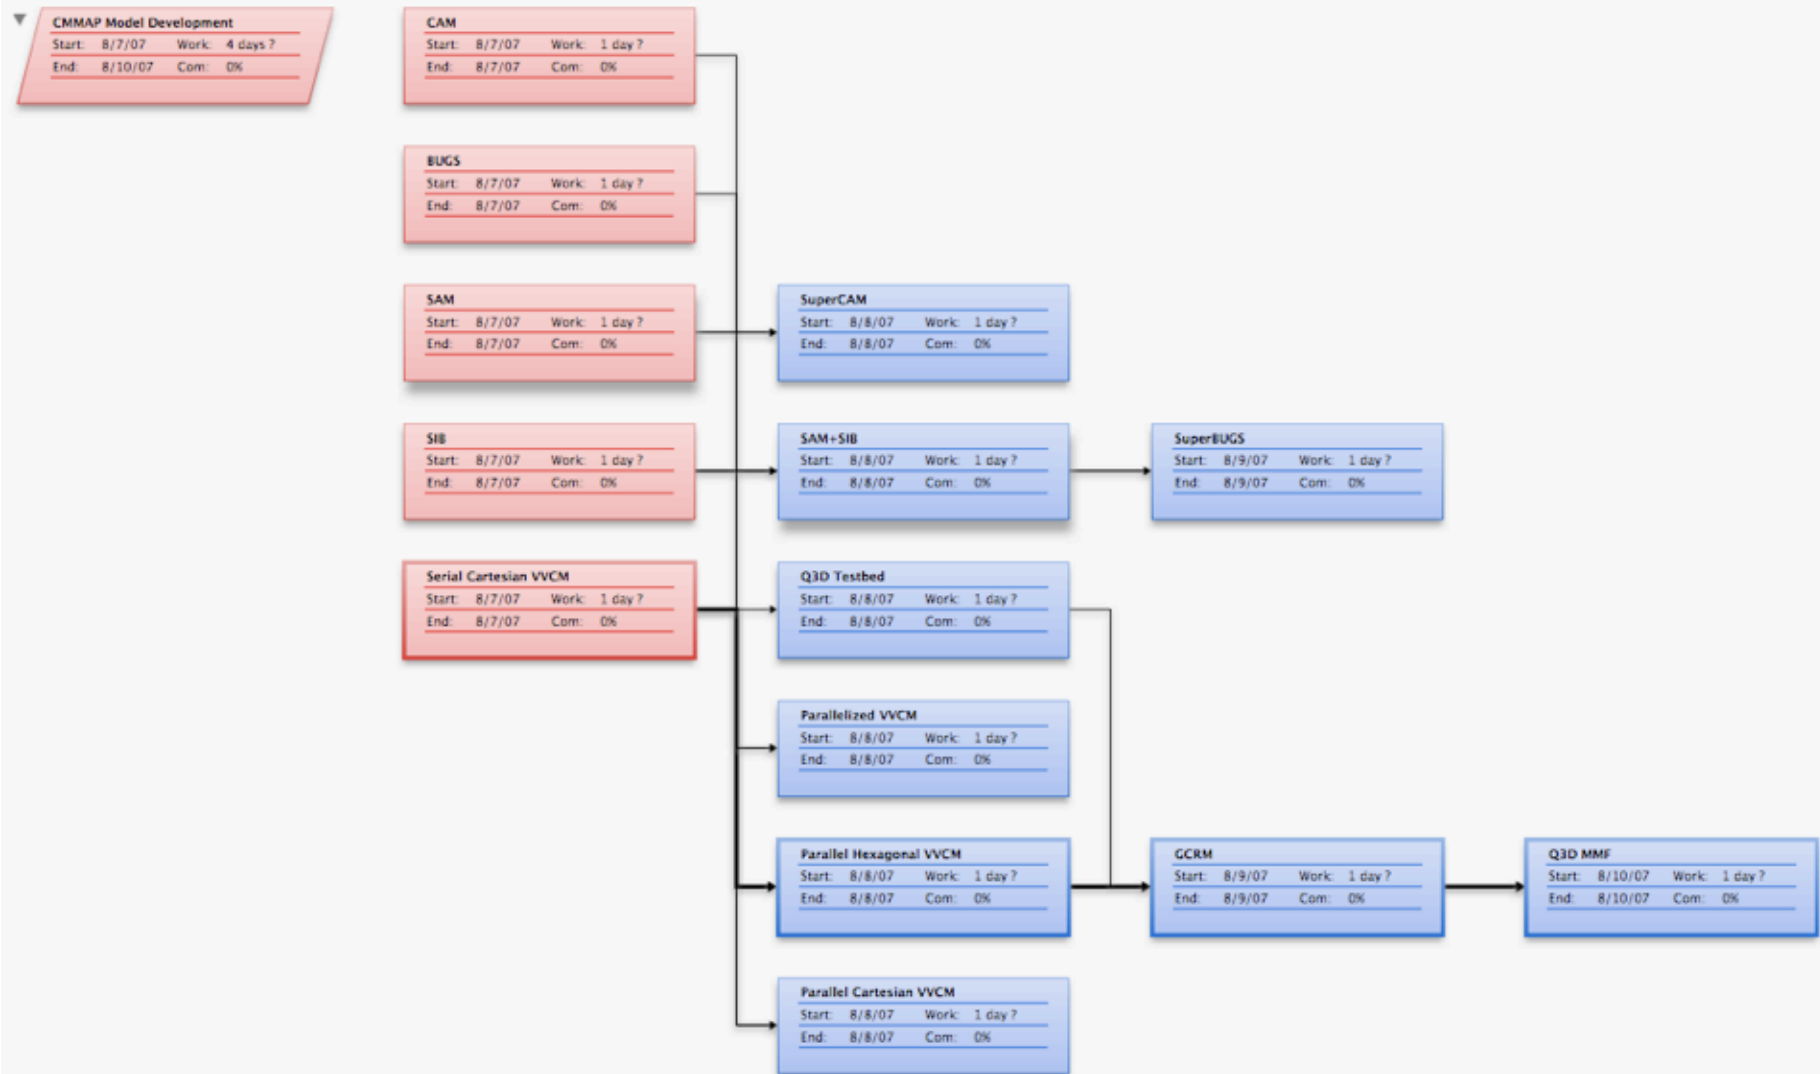 CMMAP Model Development
Start: 8/7/07 Work: 4 days ?
End: 8/10/07 Com: 0%
CAM
Start: 8/7/07 Work: 1 day ?
End: 8/7/07 Com: 0%
BUGS
Start: 8/7/07 Work: 1 day ?
End: 8/7/07 Com: 0%
SAM
Start: 8/7/07 Work: 1 day ?
End: 8/7/07 Com: 0%
SuperCAM
Start: 8/8/07 Work: 1 day ?
End: 8/8/07 Com: 0%
SIB
Start: 8/7/07 Work: 1 day ?
End: 8/7/07 Com: 0%
SAM+SIB
Start: 8/8/07 Work: 1 day ?
End: 8/8/07 Com: 0%
SuperBUGS
Start: 8/9/07 Work: 1 day ?
End: 8/9/07 Com: 0%
Serial Cartesian VVCM
Start: 8/7/07 Work: 1 day ?
End: 8/7/07 Com: 0%
Q3D Testbed
Start: 8/8/07 Work: 1 day ?
End: 8/8/07 Com: 0%
Parallelized VVCM
Start: 8/8/07 Work: 1 day ?
End: 8/8/07 Com: 0%
Parallel Hexagonal VVCM
Start: 8/8/07 Work: 1 day ?
End: 8/8/07 Com: 0%
GCRM
Start: 8/9/07 Work: 1 day ?
End: 8/9/07 Com: 0%
Q3D MMF
Start: 8/10/07 Work: 1 day ?
End: 8/10/07 Com: 0%
Parallel Cartesian VVCM
Start: 8/8/07 Work: 1 day ?
End: 8/8/07 Com: 0%